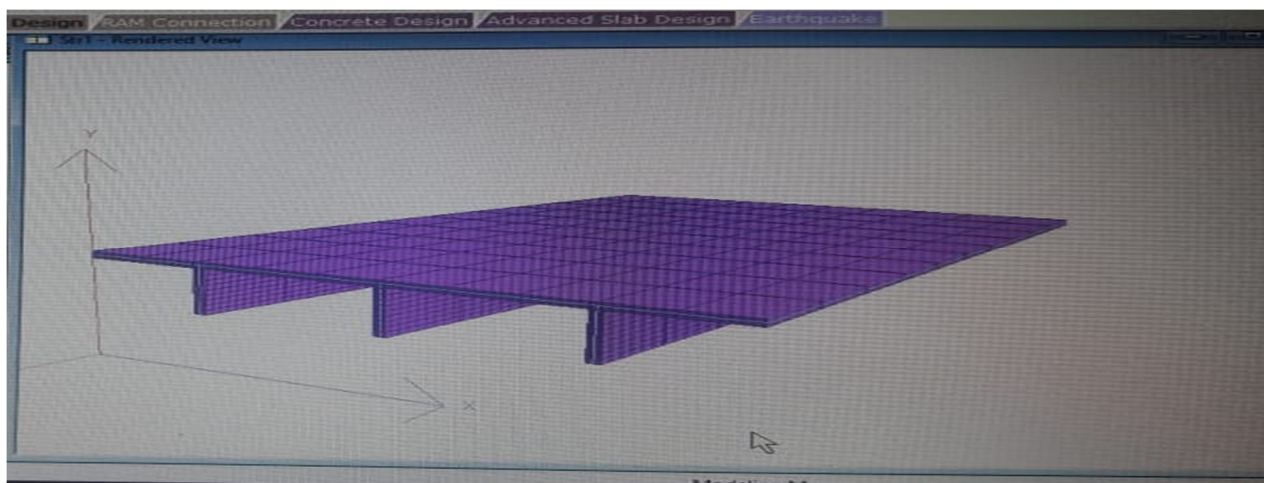 Design RAM Connection Concrete Design Advanced Slab Design Earthquake
Str1 - Rendered View
Y
X